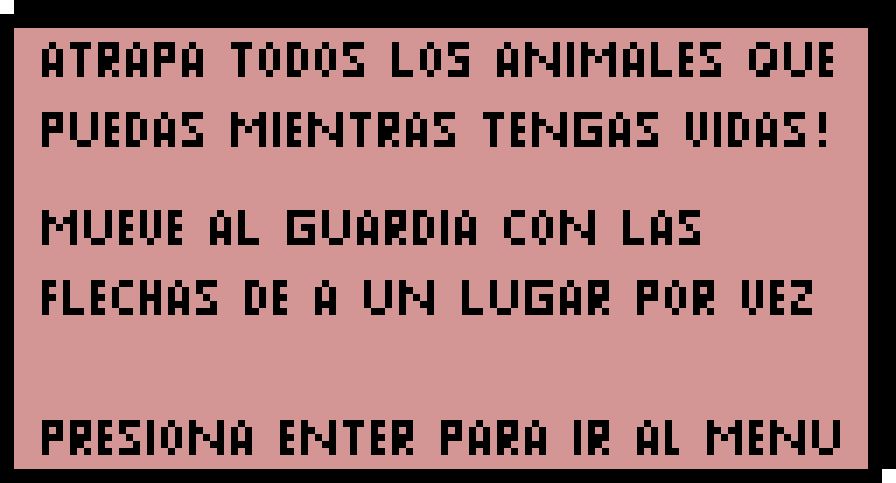 ATRAPA TODOS LOS ANIMALES QUE
PUEDAS MIENTRAS TENGAS VIDAS!
MUEVE AL GUARDIA CON LAS
FLECHAS DE A UN LUGAR POR VEZ
PRESIONA ENTER PARA IR AL MENU